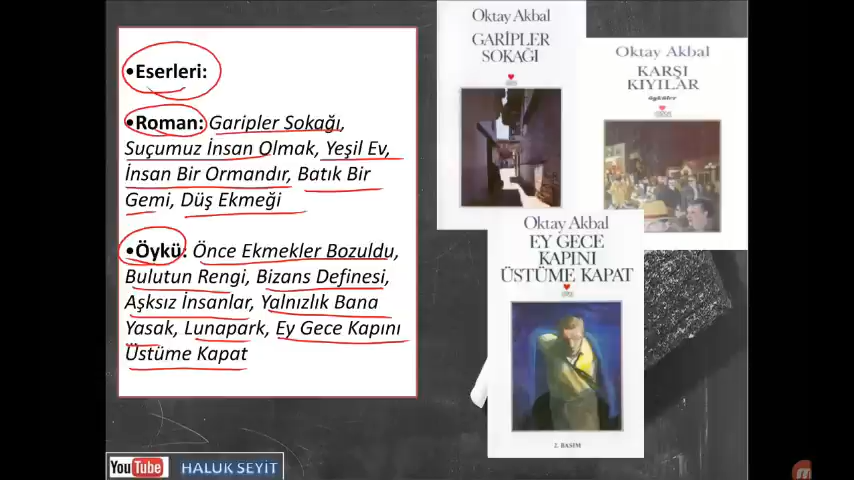 •Eserleri:
•Roman: Garipler Sokağı,
Suçumuz İnsan Olmak, Yeşil Ev,
İnsan Bir Ormandır, Batık Bir
Gemi, Düş Ekmeği
•Öykü: Önce Ekmekler Bozuldu,
Bulutun Rengi, Bizans Definesi,
Aşksız İnsanlar, Yalnızlık Bana
Yasak, Lunapark, Ey Gece Kapını
Üstüme Kapat
Oktay Akbal
GARİPLER
SOKAĞI
Oktay Akbal
KARŞI
KIYILAR
öyküler
Oktay Akbal
EY GECE
KAPINI
ÜSTÜME KAPAT
2. BASIM
YouTube
HALUK SEYİT